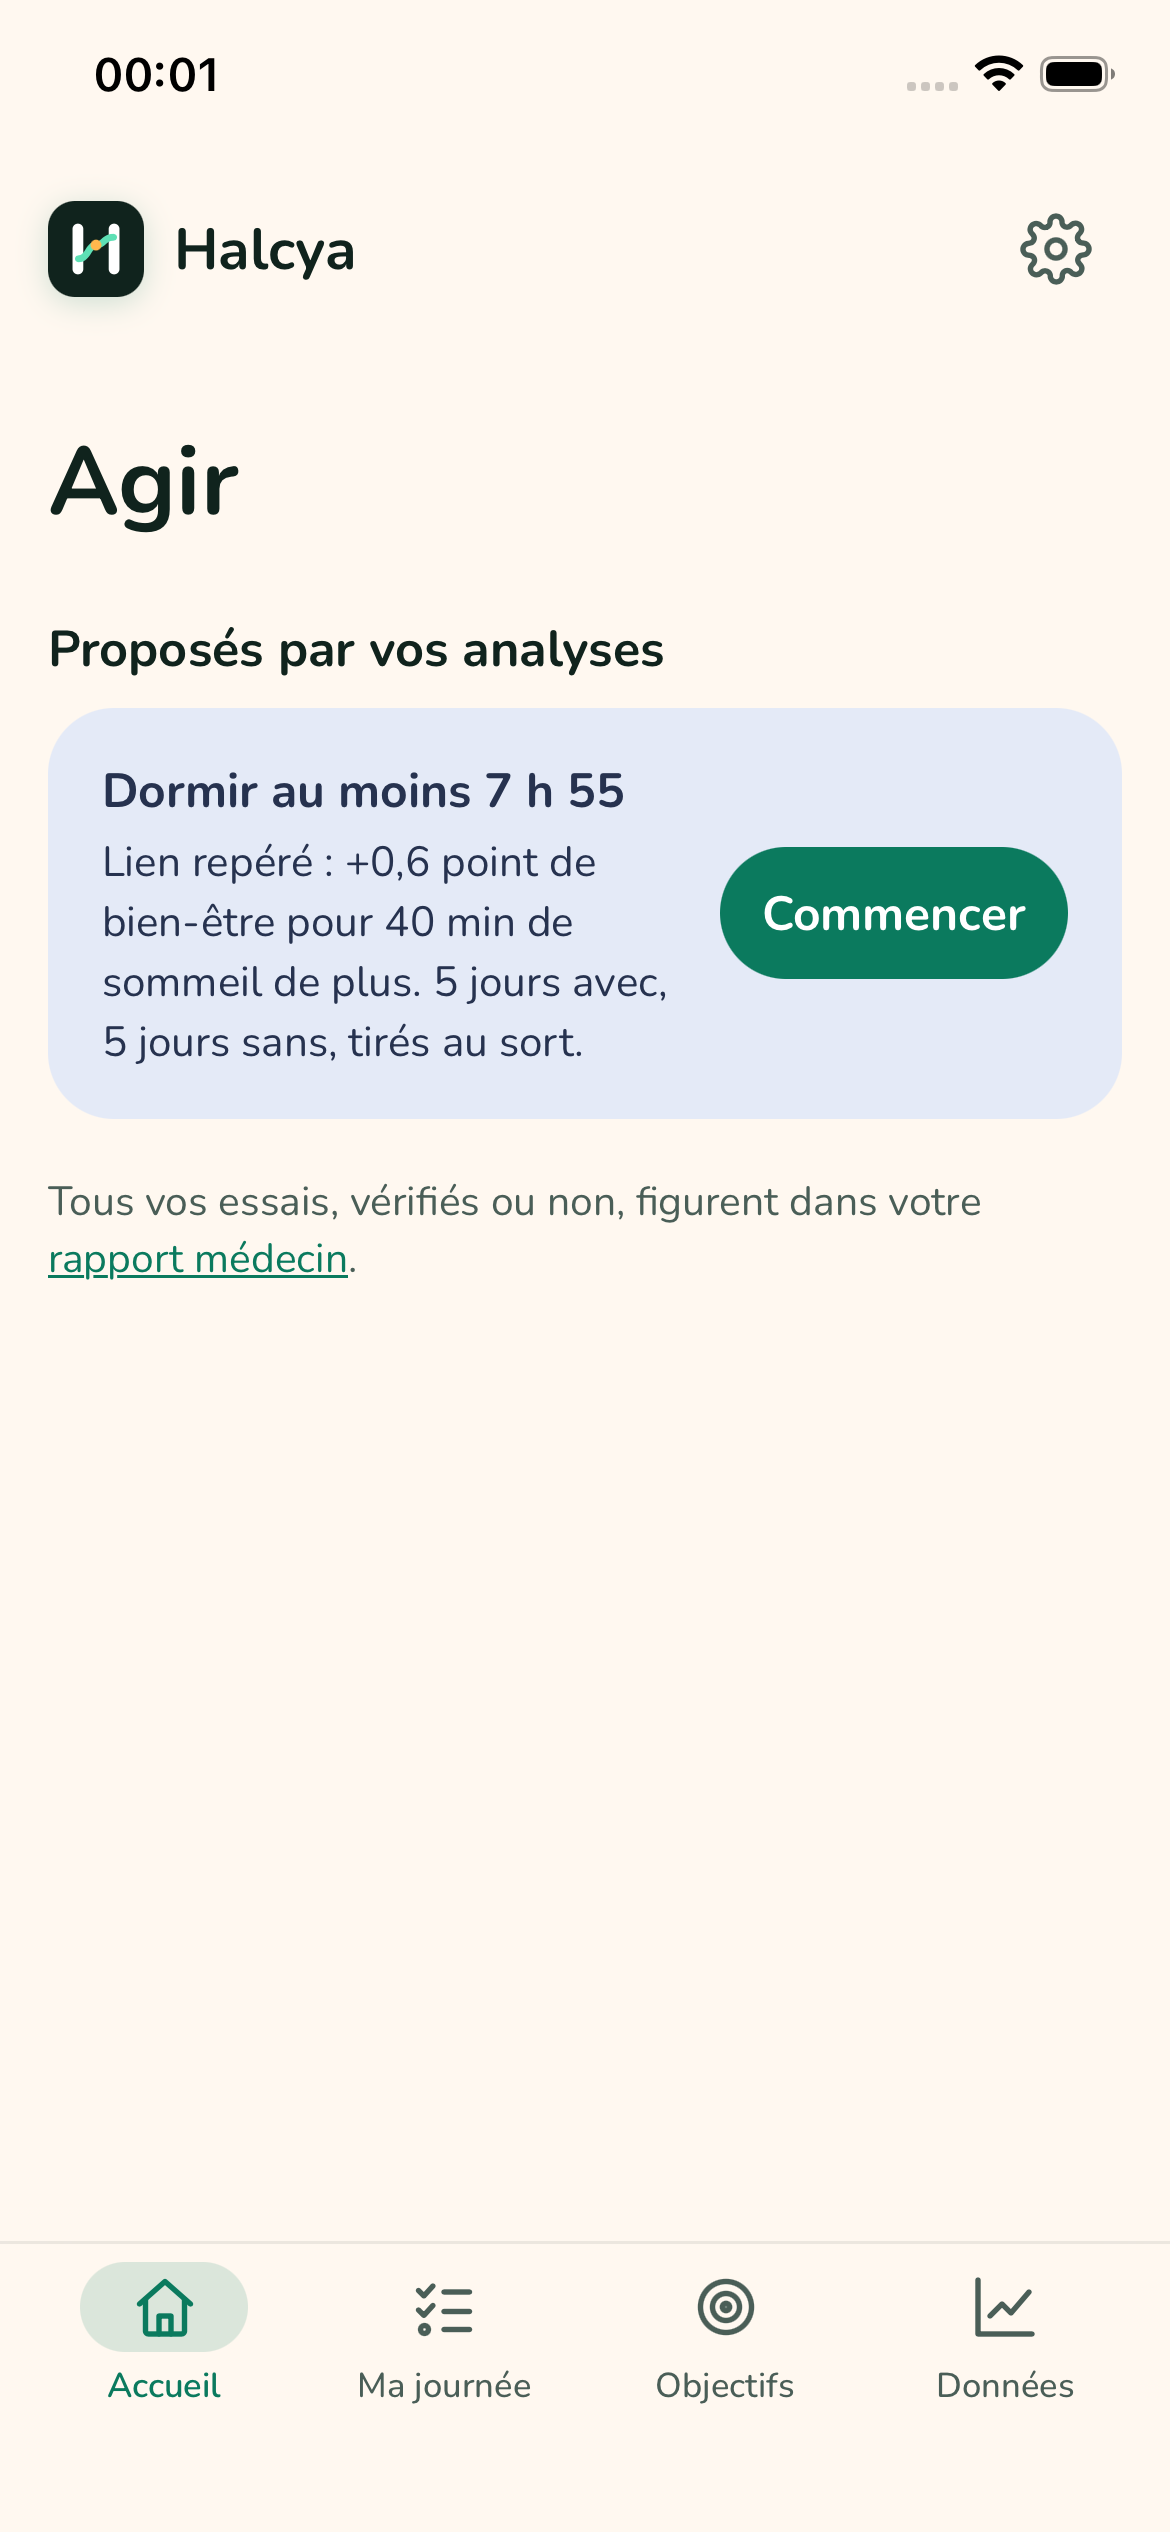 00:01
Halcya
Agir
Proposés par vos analyses
Dormir au moins 7 h 55
Lien repéré : +0,6 point de
bien-être pour 40 min de
sommeil de plus. 5 jours avec,
5 jours sans, tirés au sort.
Commencer
Tous vos essais, vérifiés ou non, figurent dans votre
rapport médecin.
Accueil
Ma journée
Objectifs
Données